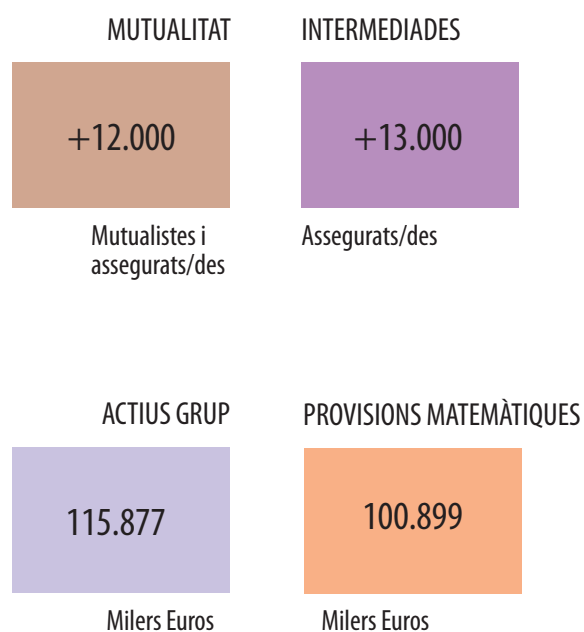 MUTUALITAT
+12.000
Mutualistes i
assegurats/des
INTERMEDIADES
+13.000
Assegurats/des
ACTIUS GRUP
115.877
Milers Euros
PROVISIONS MATEMÀTIQUES
100.899
Milers Euros